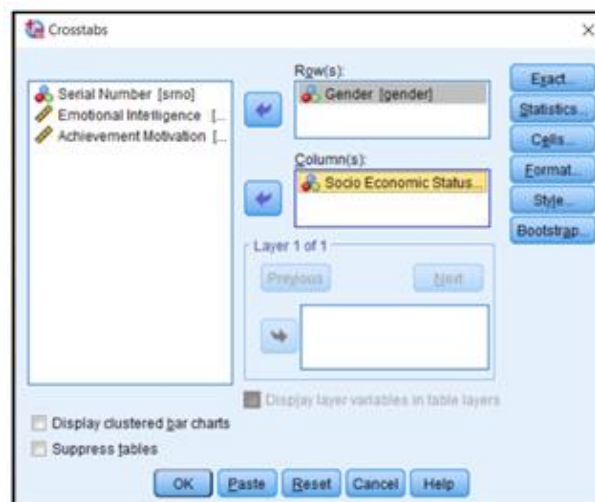 Crosstabs
Serial Number [srno]
Emotional Intelligence [...
Achievement Motivation [...
Row(s):
Gender [gender]
Column(s):
Socio Economic Status...
Layer 1 of 1
Previous
Next
Display layer variables in table layers
Exact...
Statistics...
Cells...
Format...
Style...
Bootstrap...
Display clustered bar charts
Suppress tables
OK Paste Reset Cancel Help